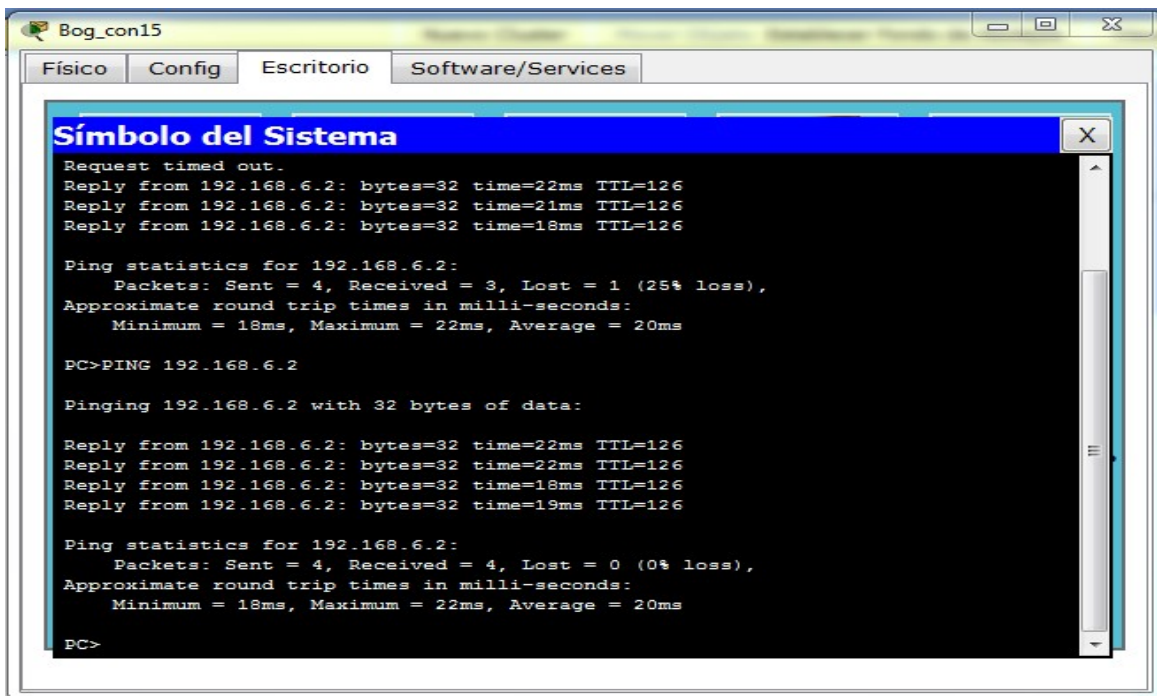 Bog_con15
Físico Config Escritorio Software/Services
Símbolo del Sistema X
Request timed out.
Reply from 192.168.6.2: bytes=32 time=22ms TTL=126
Reply from 192.168.6.2: bytes=32 time=21ms TTL=126
Reply from 192.168.6.2: bytes=32 time=18ms TTL=126
Ping statistics for 192.168.6.2:
Packets: Sent = 4, Received = 3, Lost = 1 (25% loss),
Approximate round trip times in milli-seconds:
Minimum = 18ms, Maximum = 22ms, Average = 20ms
PC>PING 192.168.6.2
Pinging 192.168.6.2 with 32 bytes of data:
Reply from 192.168.6.2: bytes=32 time=22ms TTL=126
Reply from 192.168.6.2: bytes=32 time=22ms TTL=126
Reply from 192.168.6.2: bytes=32 time=18ms TTL=126
Reply from 192.168.6.2: bytes=32 time=19ms TTL=126
Ping statistics for 192.168.6.2:
Packets: Sent = 4, Received = 4, Lost = 0 (0% loss),
Approximate round trip times in milli-seconds:
Minimum = 18ms, Maximum = 22ms, Average = 20ms
PC>